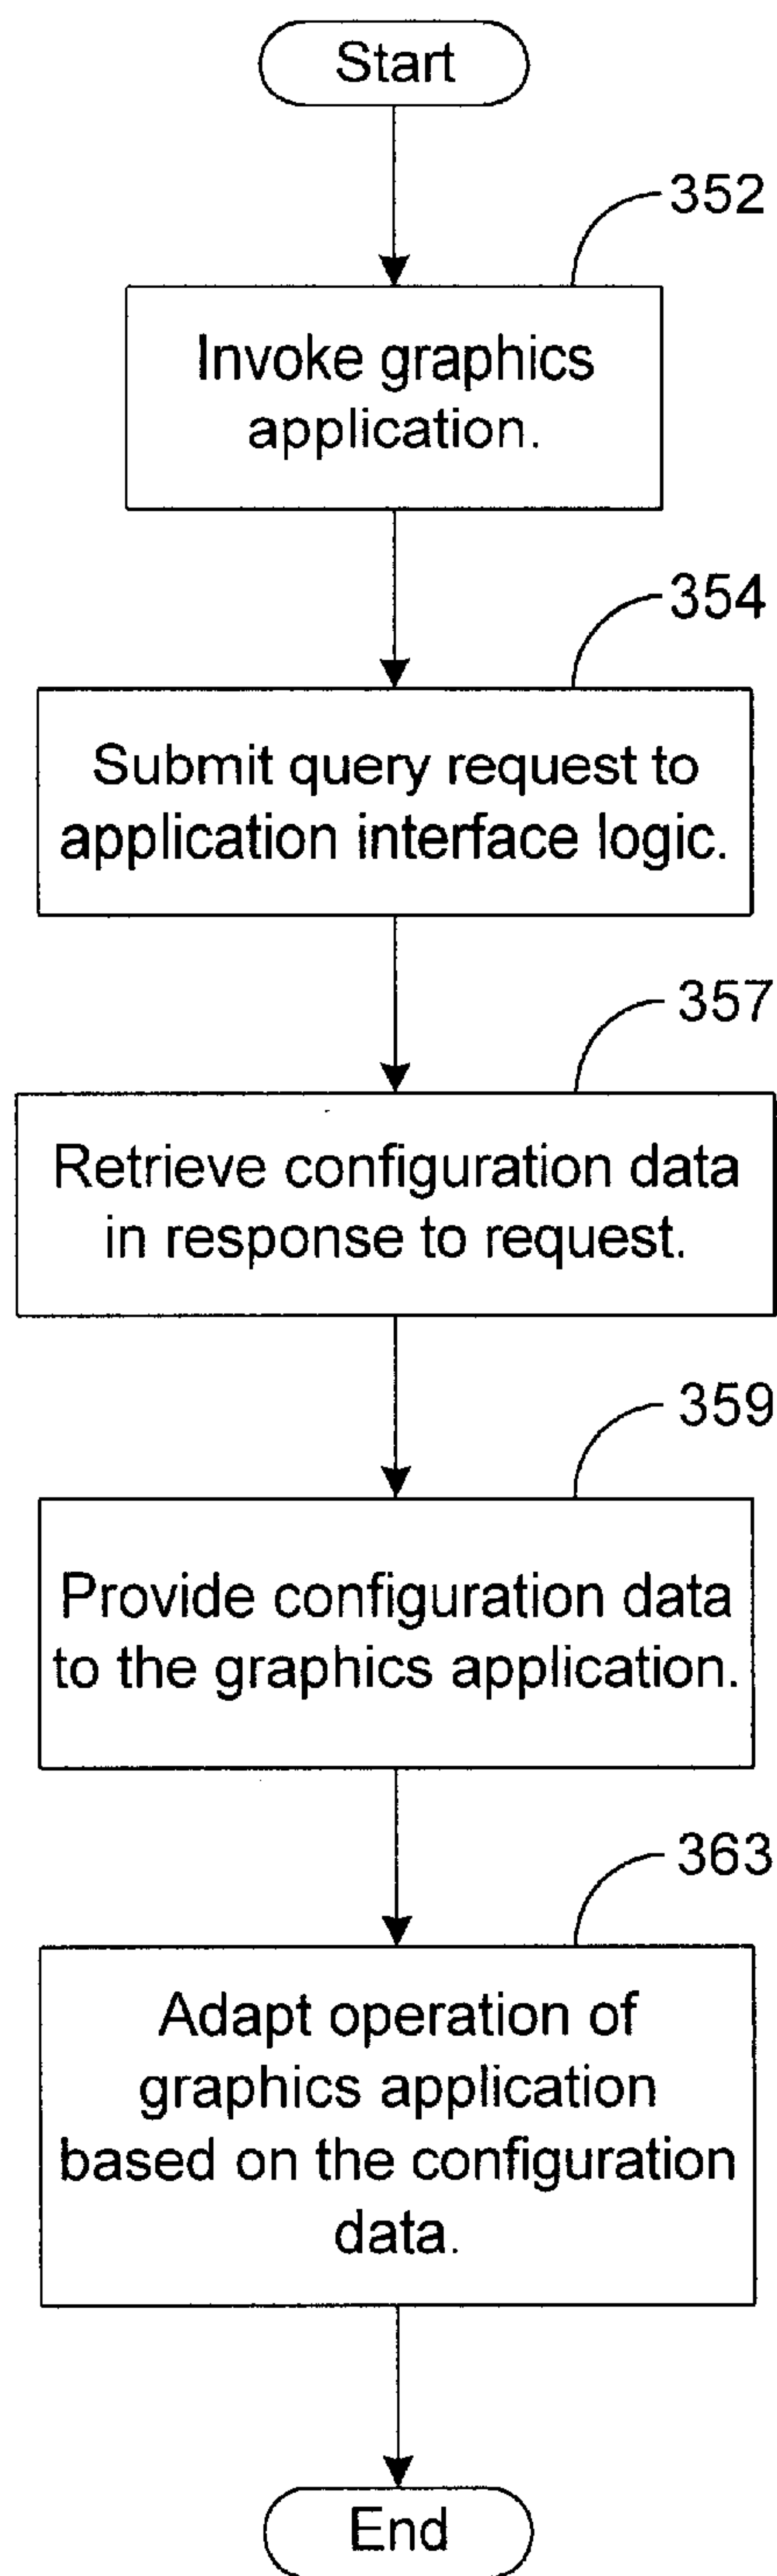 Start
352
Invoke graphics
application.
354
Submit query request to
application interface logic.
357
Retrieve configuration data
in response to request.
359
Provide configuration data
to the graphics application.
363
Adapt operation of
graphics application
based on the configuration
data.
End